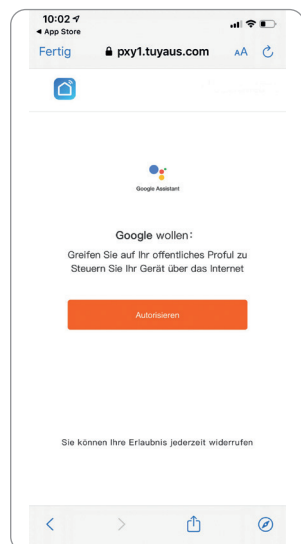 10:02
App Store
Fertig pxy1.tuyaus.com AA
Google Assistant
Google wollen:
Greifen Sie auf Ihr offentliches Proful zu
Steuern Sie Ihr Gerät über das Internet
Autorisieren
Sie können Ihre Erlaubnis jederzeit widerrufen